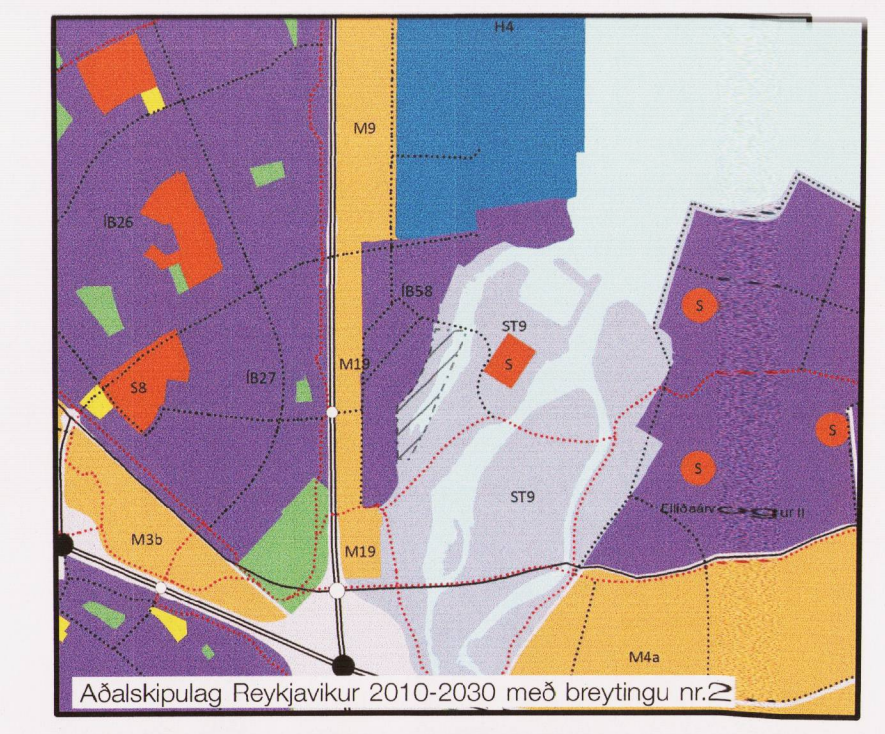 H4
M9
ÍB26
ÍB58
ST9
S
S
M19
S8
ÍB27
S
S
ST9
M3b
M19
M4a
Aðalskipulag Reykjavikur 2010-2030 með breytingu nr.2